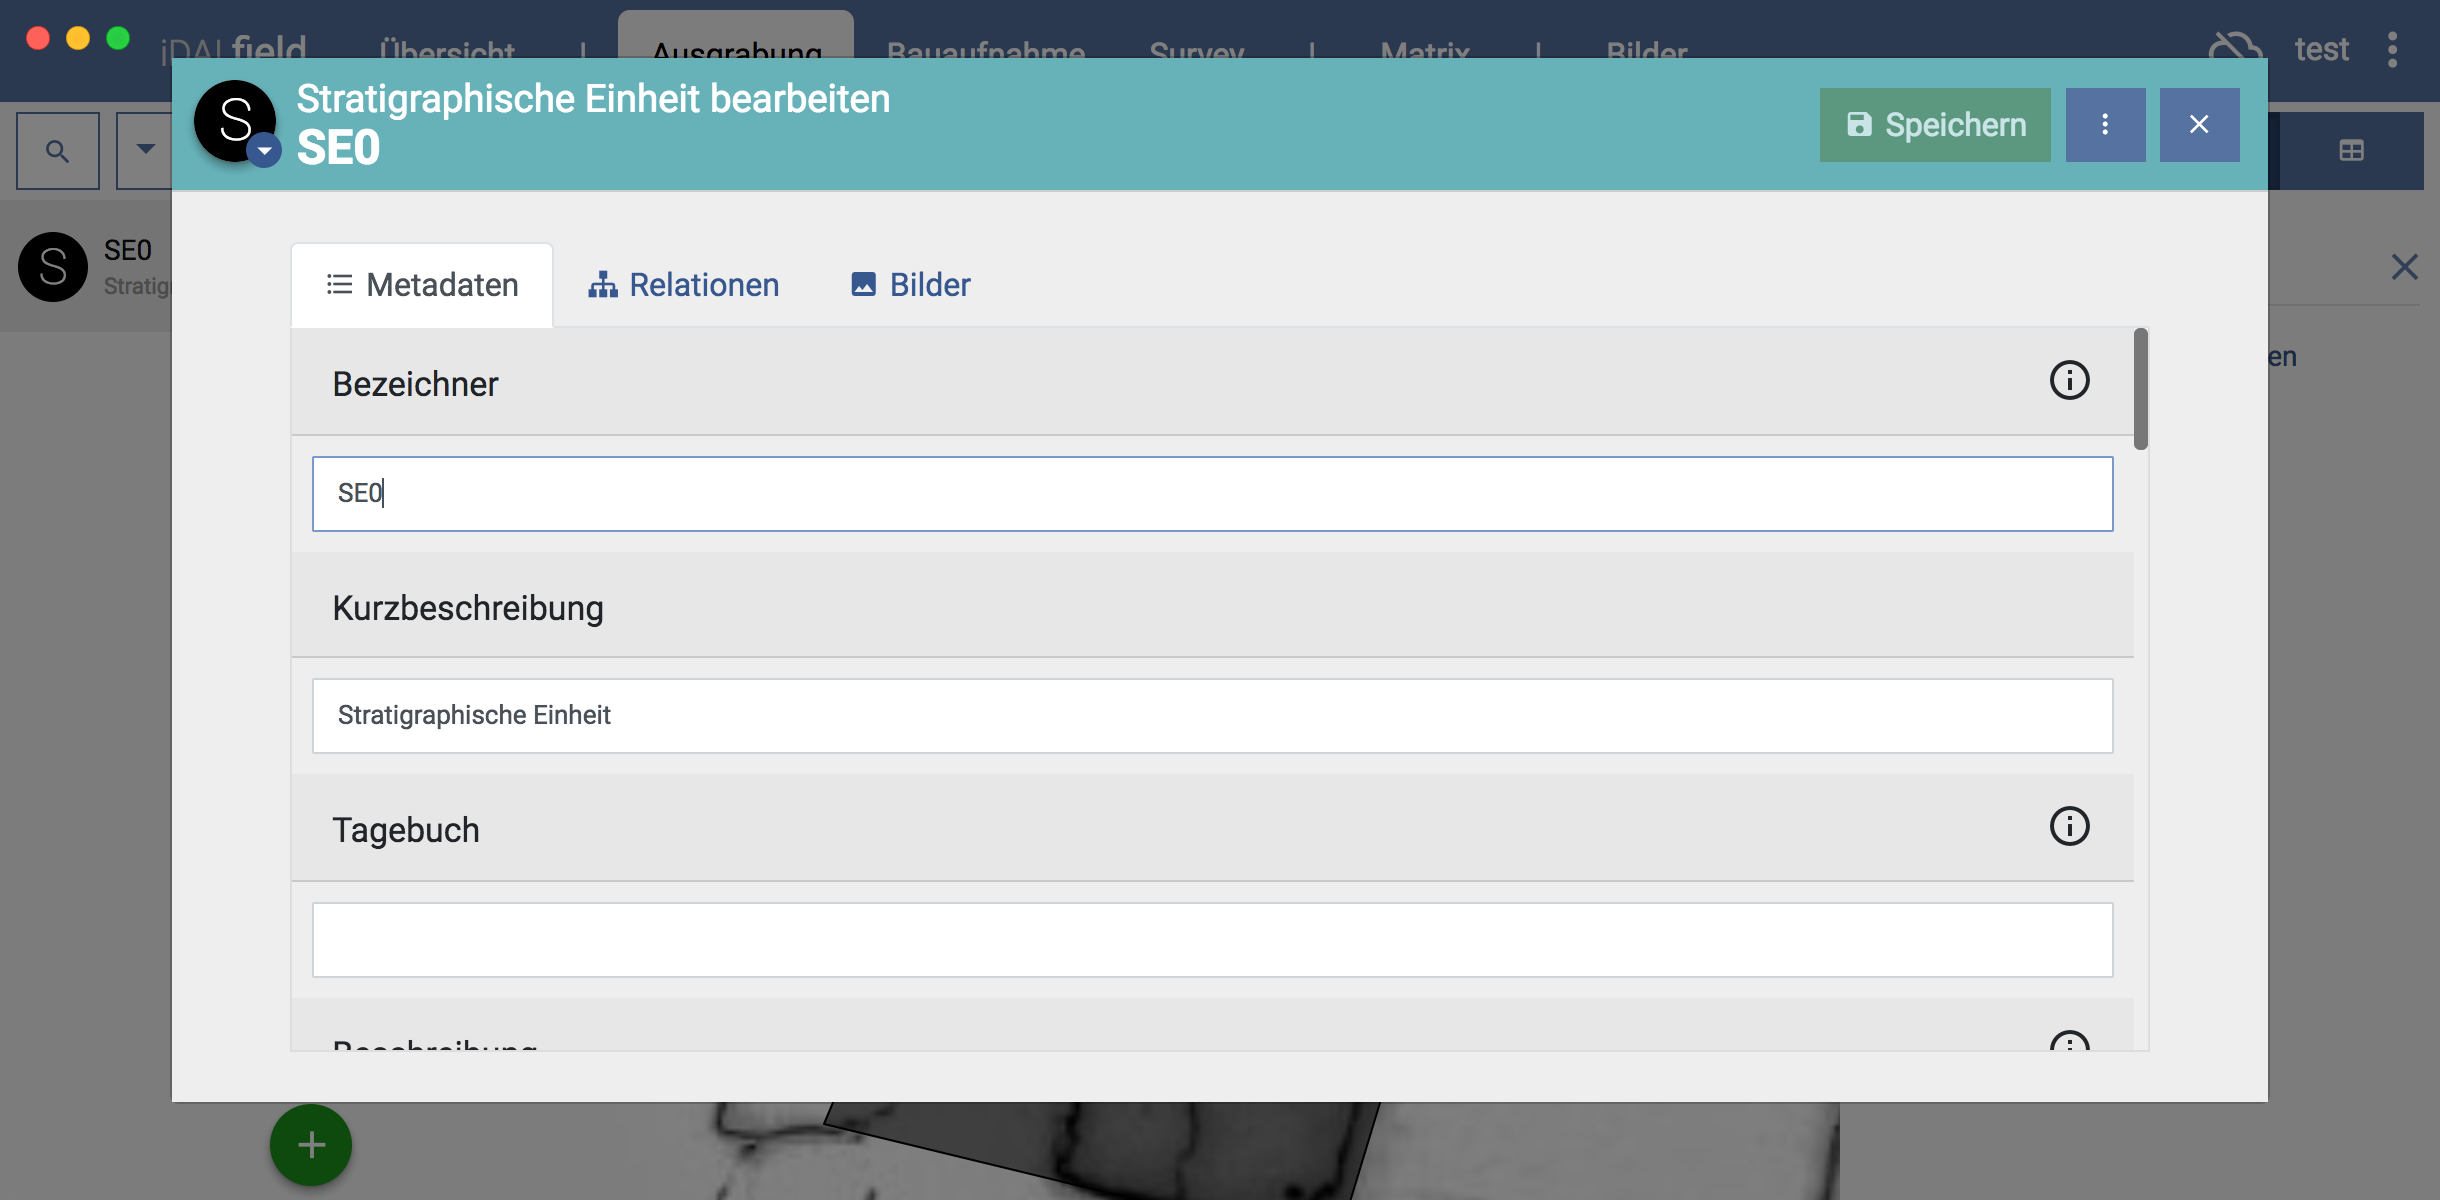 iDAI.field Übersicht | Ausgrabung Bauaufnahme Survey | Matrix | Bilder test
Stratigraphische Einheit bearbeiten
S SE0
Speichern
S SE0
Stratig
Metadaten Relationen Bilder
en
Bezeichner
SE0
Kurzbeschreibung
Stratigraphische Einheit
Tagebuch
Beschreibung